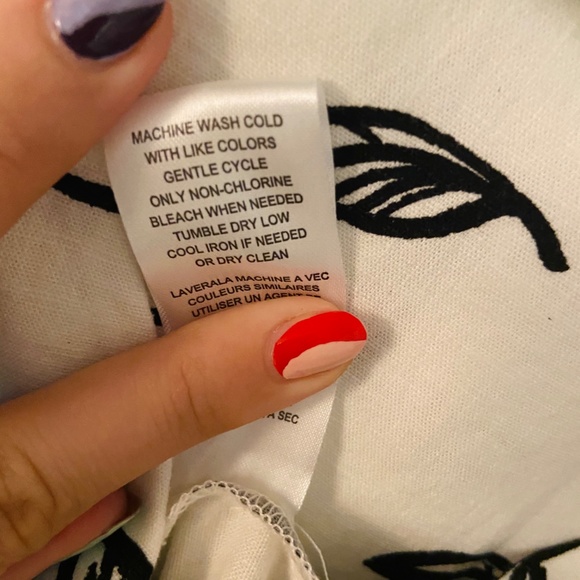 MACHINE WASH COLD
WITH LIKE COLORS
GENTLE CYCLE
ONLY NON-CHLORINE
BLEACH WHEN NEEDED
TUMBLE DRY LOW
COOL IRON IF NEEDED
OR DRY CLEAN
LAVERALA MACHINE A VEC
COULEURS SIMILAIRES
UTILISER UN AGENT
A SEC